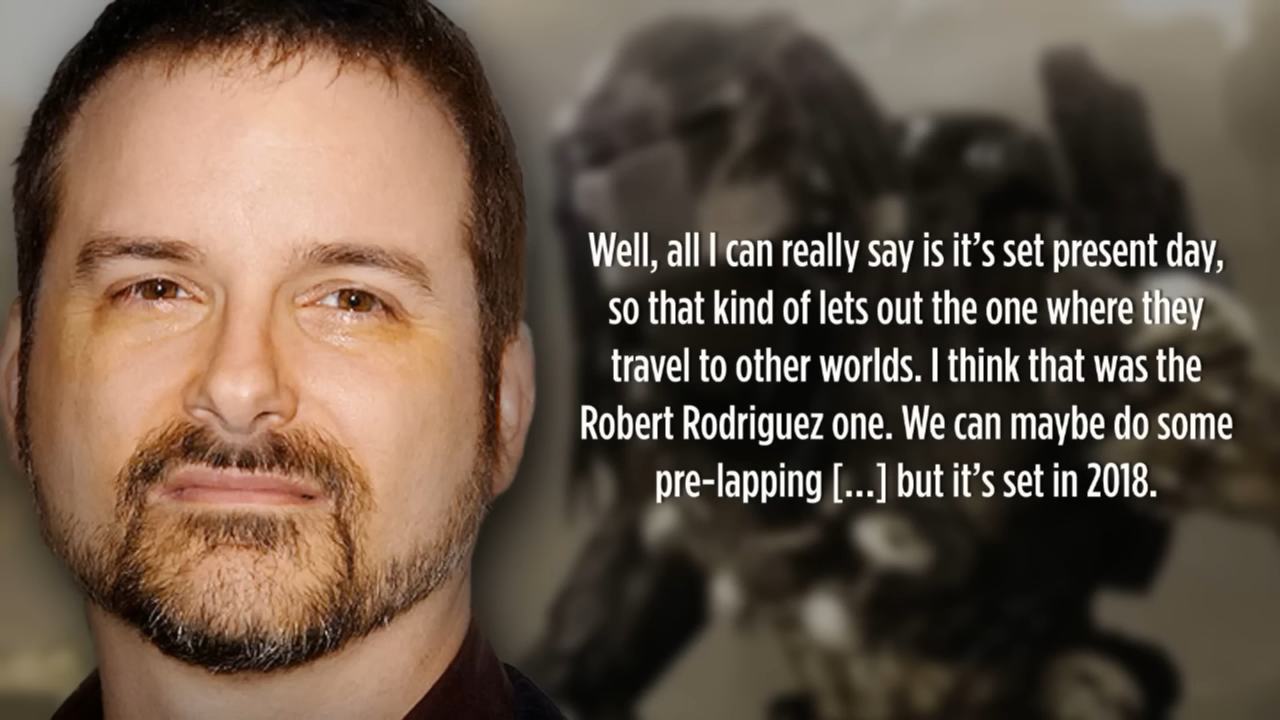 Well, all I can really say is it’s set present day,
so that kind of lets out the one where they
travel to other worlds. I think that was the
Robert Rodriguez one. We can maybe do some
pre-lapping [...] but it’s set in 2018.